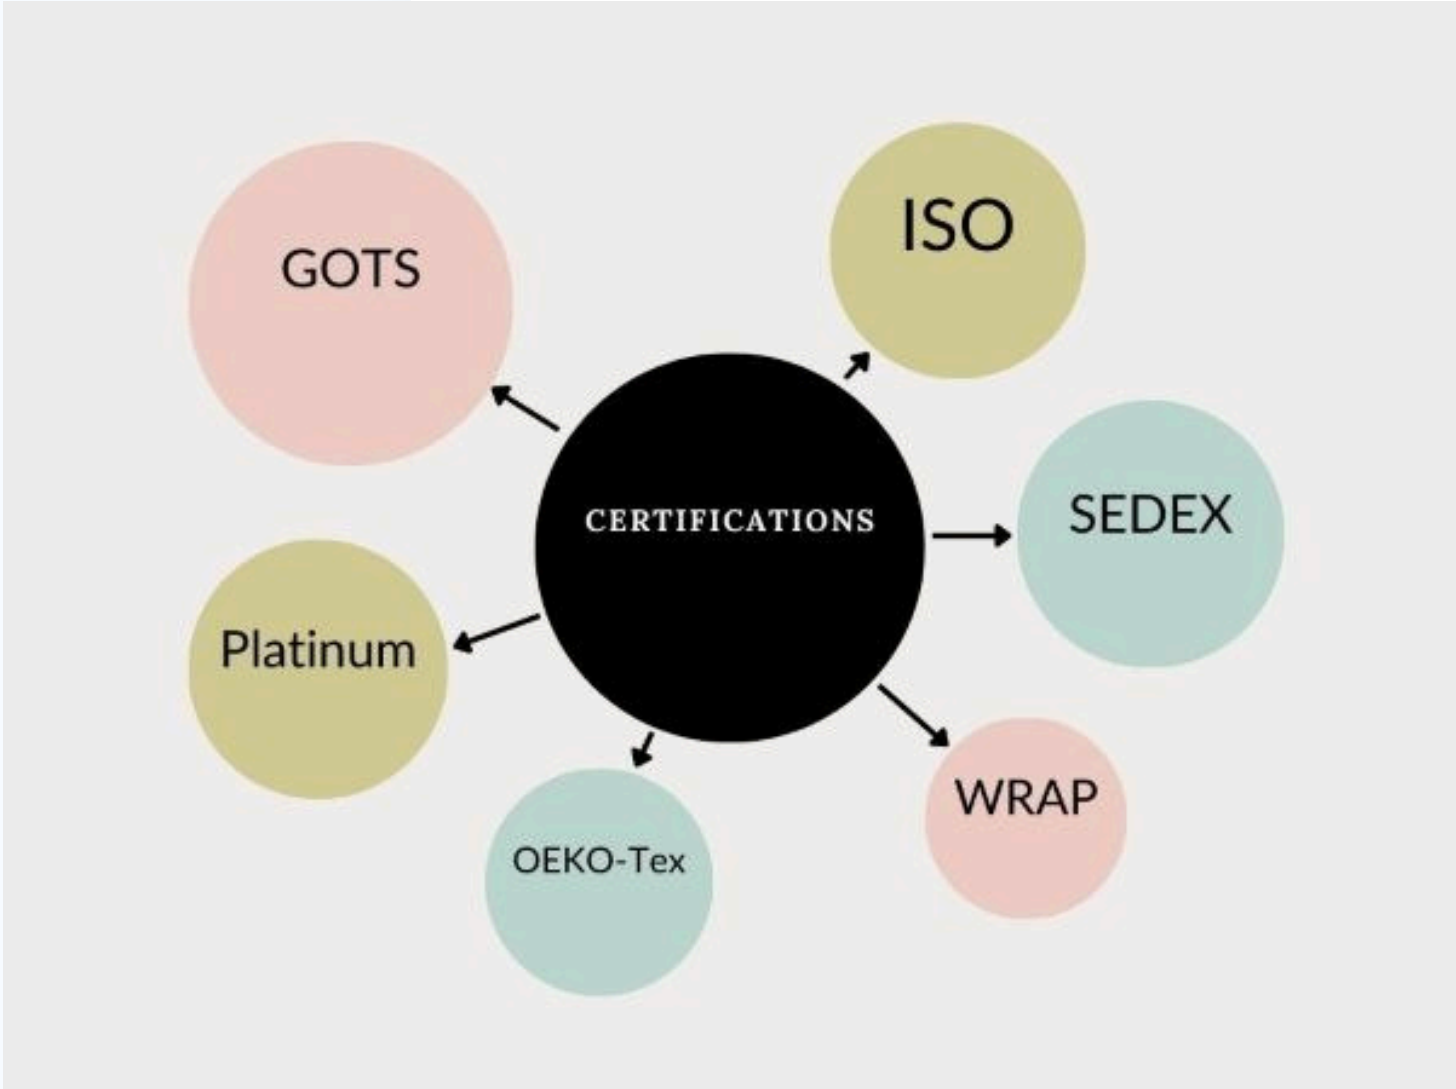 ISO
GOTS
SEDEX
CERTIFICATIONS
Platinum
WRAP
OEKO-Tex